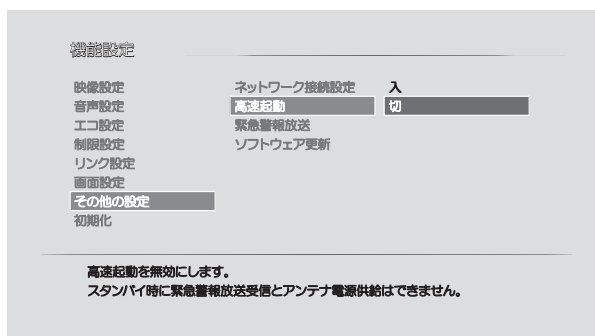 機能設定
映像設定
音声設定
エコ設定
制限設定
リンク設定
画面設定
その他の設定
初期化
ネットワーク接続設定
高速起動
緊急警報放送
ソフトウェア更新
入
切
高速起動を無効にします。
スタンバイ時に緊急警報放送受信とアンテナ電源供給はできません。